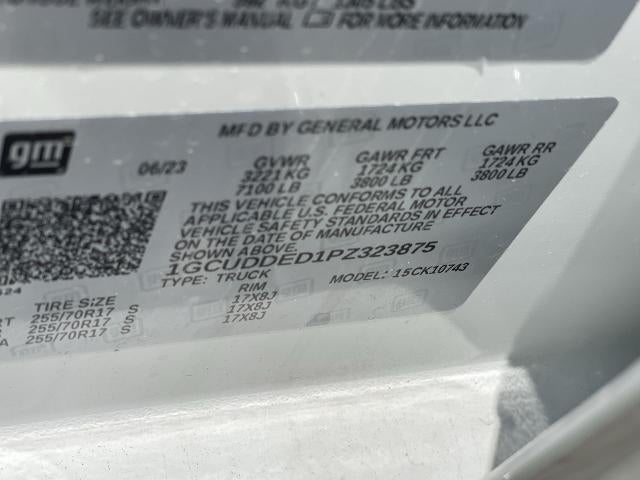 SEE OWNER'S MANUAL FOR MORE INFORMATION
gm
MFD BY GENERAL MOTORS LLC
06/23 GVWR GAWR FRT GAWR RR
3221 KG 1724 KG 1724 KG
7100 LB 3800 LB 3800 LB
THIS VEHICLE CONFORMS TO ALL
APPLICABLE U.S. FEDERAL MOTOR
VEHICLE SAFETY STANDARDS IN EFFECT
ON THE DATE OF MANUFACTURE
SHOWN ABOVE.
1GCUDDED1PZ323875
TYPE: TRUCK MODEL: 15CK10743
TIRE SIZE RIM
255/70R17 S 17X8J
255/70R17 S 17X8J
255/70R17 S 17X8J